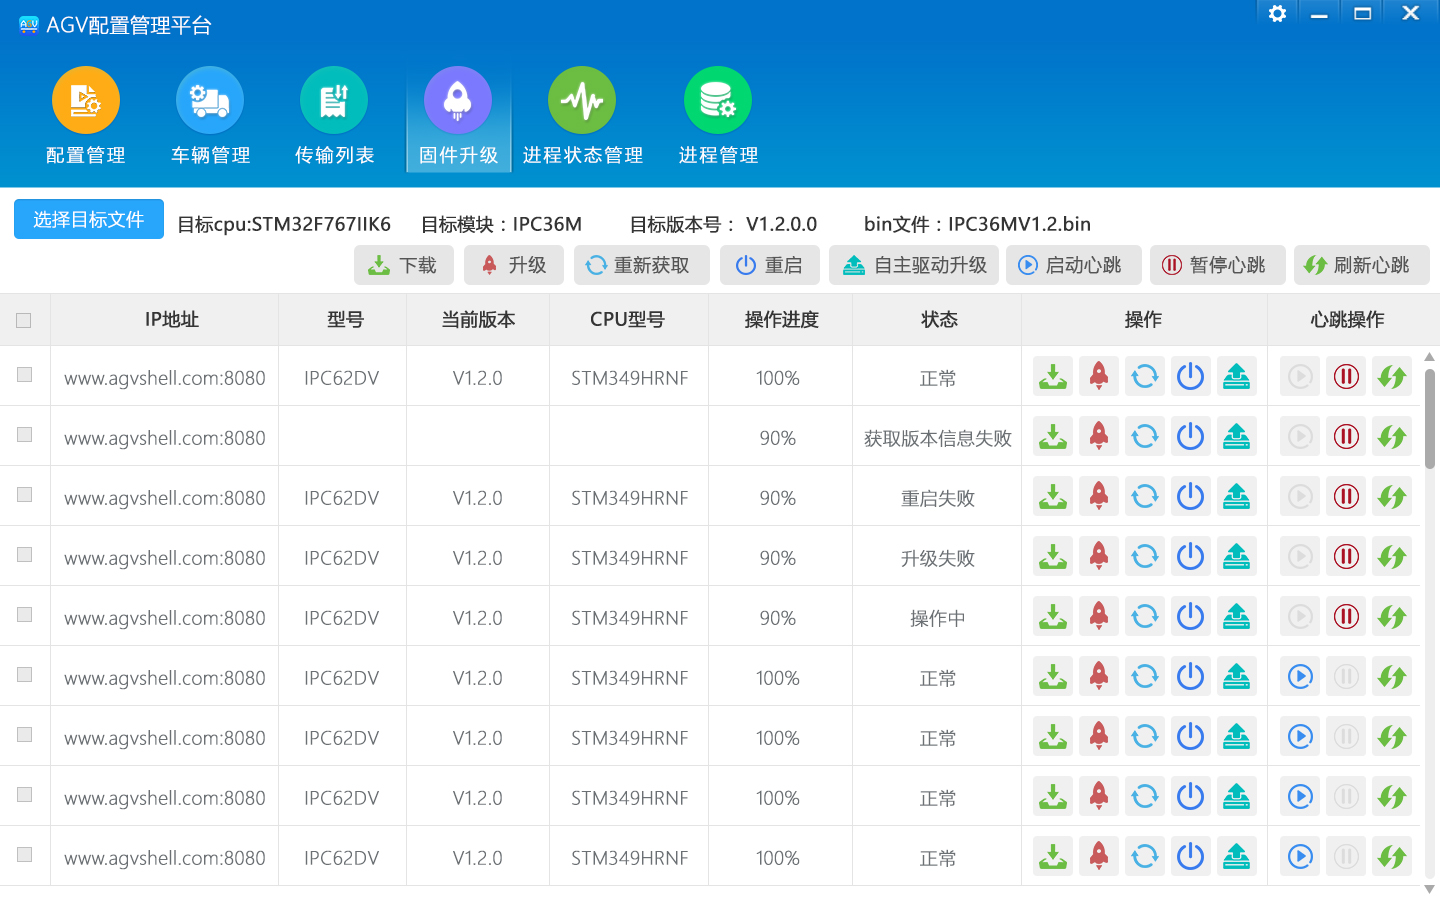 AGV配置管理平台
配置管理 车辆管理 传输列表 固件升级 进程状态管理 进程管理
选择目标文件 目标cpu:STM32F767IIK6 目标模块：IPC36M 目标版本号： V1.2.0.0 bin文件：IPC36MV1.2.bin
下载 升级 重新获取 重启 自主驱动升级 启动心跳 暂停心跳 刷新心跳
IP地址 型号 当前版本 CPU型号 操作进度 状态 操作 心跳操作
www.agvshell.com:8080 IPC62DV V1.2.0 STM349HRNF 100% 正常
www.agvshell.com:8080 90% 获取版本信息失败
www.agvshell.com:8080 IPC62DV V1.2.0 STM349HRNF 90% 重启失败
www.agvshell.com:8080 IPC62DV V1.2.0 STM349HRNF 90% 升级失败
www.agvshell.com:8080 IPC62DV V1.2.0 STM349HRNF 90% 操作中
www.agvshell.com:8080 IPC62DV V1.2.0 STM349HRNF 100% 正常
www.agvshell.com:8080 IPC62DV V1.2.0 STM349HRNF 100% 正常
www.agvshell.com:8080 IPC62DV V1.2.0 STM349HRNF 100% 正常
www.agvshell.com:8080 IPC62DV V1.2.0 STM349HRNF 100% 正常